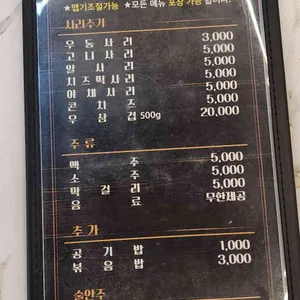 ★맵기조절가능 ★모든 메뉴 포장 가능 합니다.
사리추가
우동사리 3,000
고니사리 5,000
알사리 5,000
치즈떡사리 5,000
야채사리 5,000
콘치즈 5,000
우삼겹 500g 20,000
주류
맥주 5,000
소주 5,000
막걸리 5,000
음료 무한제공
추가
공기밥 1,000
볶음밥 3,000
술안주